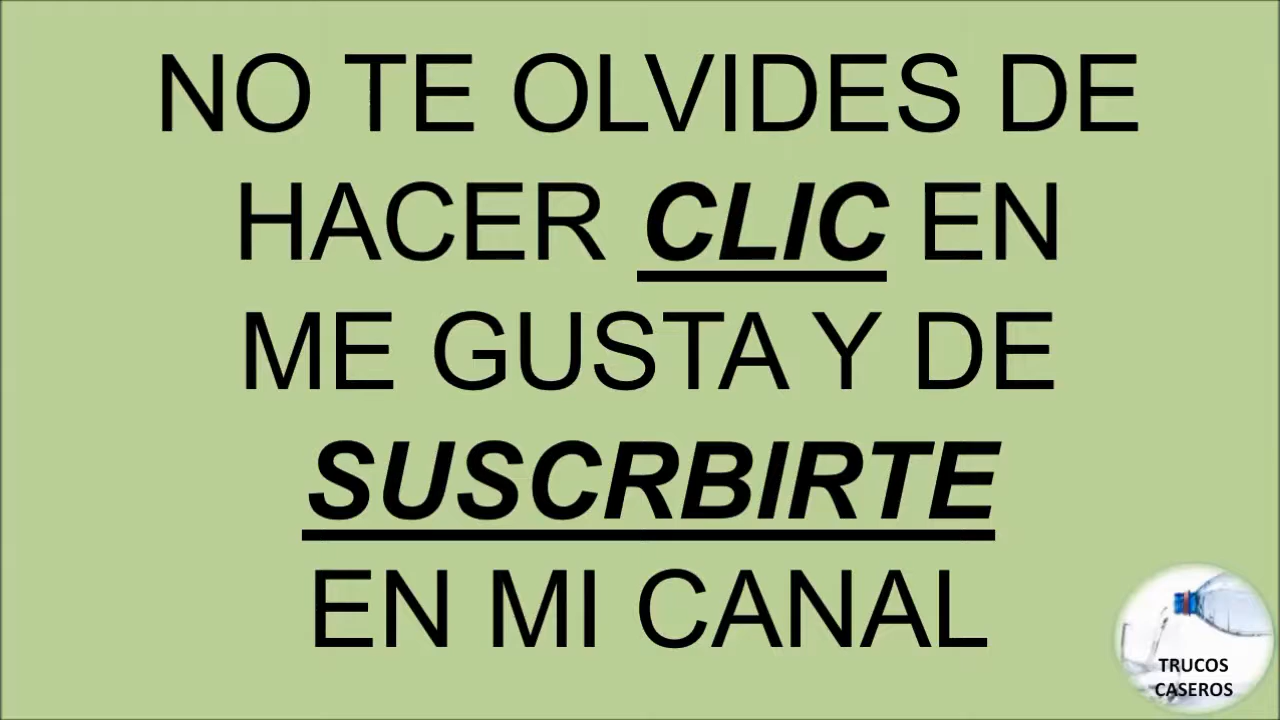 NO TE OLVIDES DE
HACER CLIC EN
ME GUSTA Y DE
SUSCRBIRTE
EN MI CANAL
TRUCOS
CASEROS